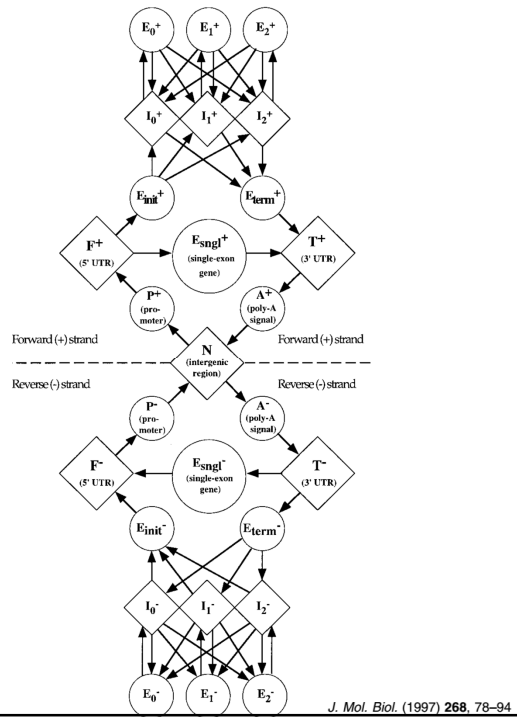 E0+ E1+ E2+
I0+ I1+ I2+
Einit+ Eterm+
F+
(5' UTR)
Esngl+
(single-exon
gene)
T+
(3' UTR)
P+
(pro-
moter)
A+
(poly-A
signal)
Forward (+) strand
Forward (+) strand
N
(intergenic
region)
Reverse (-) strand
Reverse (-) strand
P-
(pro-
moter)
A-
(poly-A
signal)
F-
(5' UTR)
Esngl-
(single-exon
gene)
T-
(3' UTR)
Einit- Eterm-
I0- I1- I2-
E0- E1- E2-
J. Mol. Biol. (1997) 268, 78–94